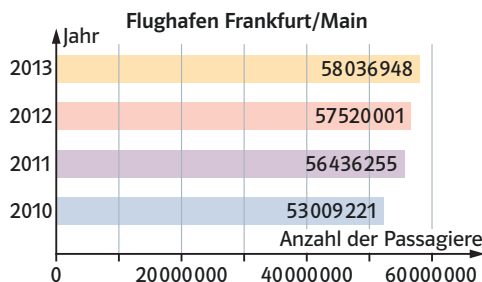 Flughafen Frankfurt/Main
Jahr
2013 58036948
2012 57520001
2011 56436255
2010 53009221
Anzahl der Passagiere
0 20000000 40000000 60000000